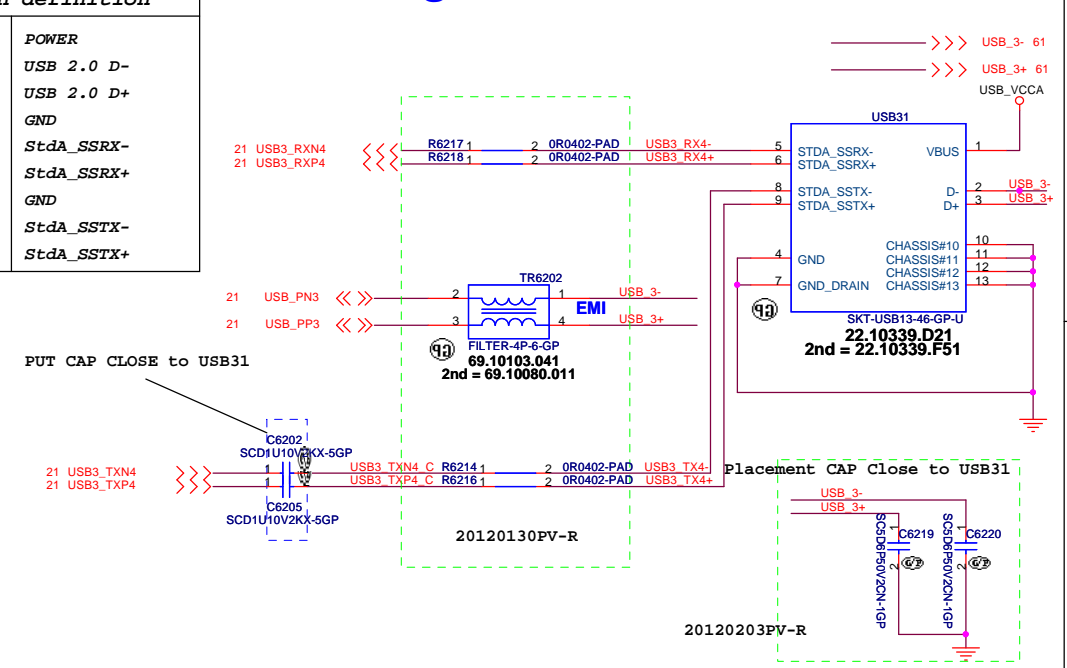 POWER
USB 2.0 D-
USB 2.0 D+
GND
StdA_SSRX-
StdA_SSRX+
GND
StdA_SSTX-
StdA_SSTX+
USB_3- 61
USB_3+ 61
USB_VCCA
USB31
21 USB3_RXN4
R6217 1 2 0R0402-PAD USB3_RX4-
21 USB3_RXP4
R6218 1 2 0R0402-PAD USB3_RX4+
5 STDA_SSRX- VBUS 1
6 STDA_SSRX+
8 STDA_SSTX- D- 2 USB_3-
9 STDA_SSTX+ D+ 3 USB_3+
CHASSIS#10 10
4 GND CHASSIS#11 11
CHASSIS#12 12
7 GND_DRAIN CHASSIS#13 13
SKT-USB13-46-GP-U
22.10339.D21
2nd = 22.10339.F51
TR6202
21 USB_PN3 2 1 USB_3-
EMI
21 USB_PP3 3 4 USB_3+
FILTER-4P-6-GP
69.10103.041
2nd = 69.10080.011
PUT CAP CLOSE to USB31
C6202
21 USB3_TXN4 1 USB3_TXN4_C R6214 1 2 0R0402-PAD USB3_TX4-
21 USB3_TXP4 1 USB3_TXP4_C R6216 1 2 0R0402-PAD USB3_TX4+
C6205
SCD1U10V2KX-5GP
20120130PV-R
Placement CAP Close to USB31
USB_3-
USB_3+
SC5D6P50V2CN-1GP
1
C6219
2
SC5D6P50V2CN-1GP
1
C6220
2
20120203PV-R